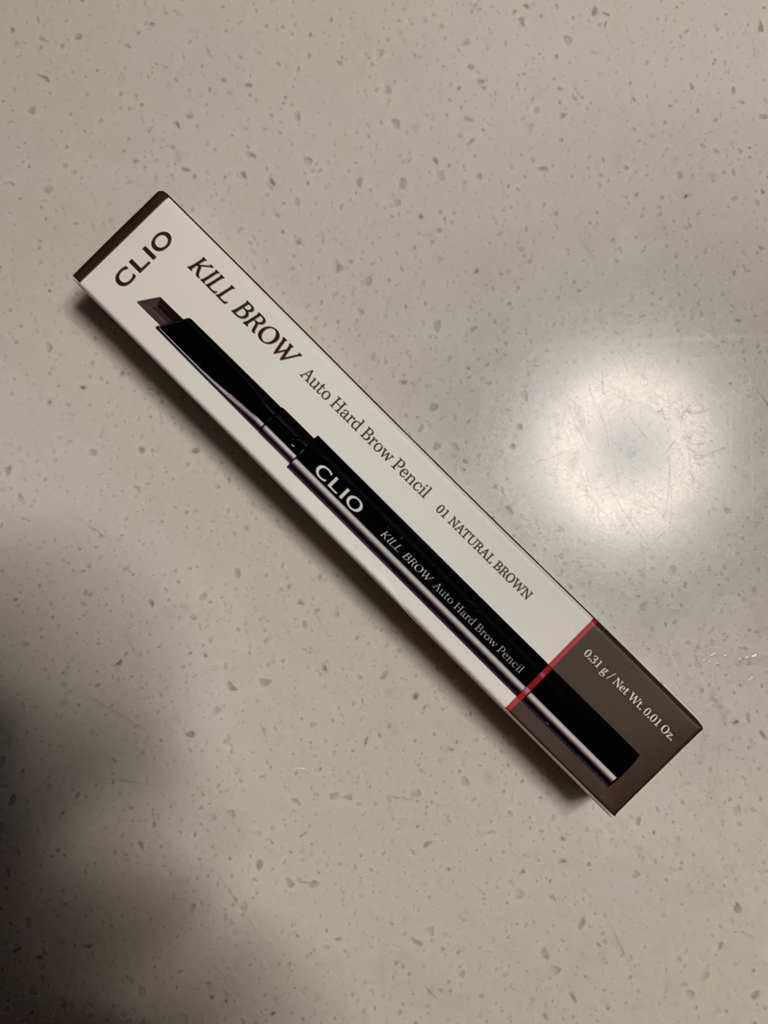 CLIO
KILL BROW Auto Hard Brow Pencil 01 NATURAL BROWN
CLIO KILL BROW Auto Hard Brow Pencil
0.31 g / Net Wt. 0.01 Oz.